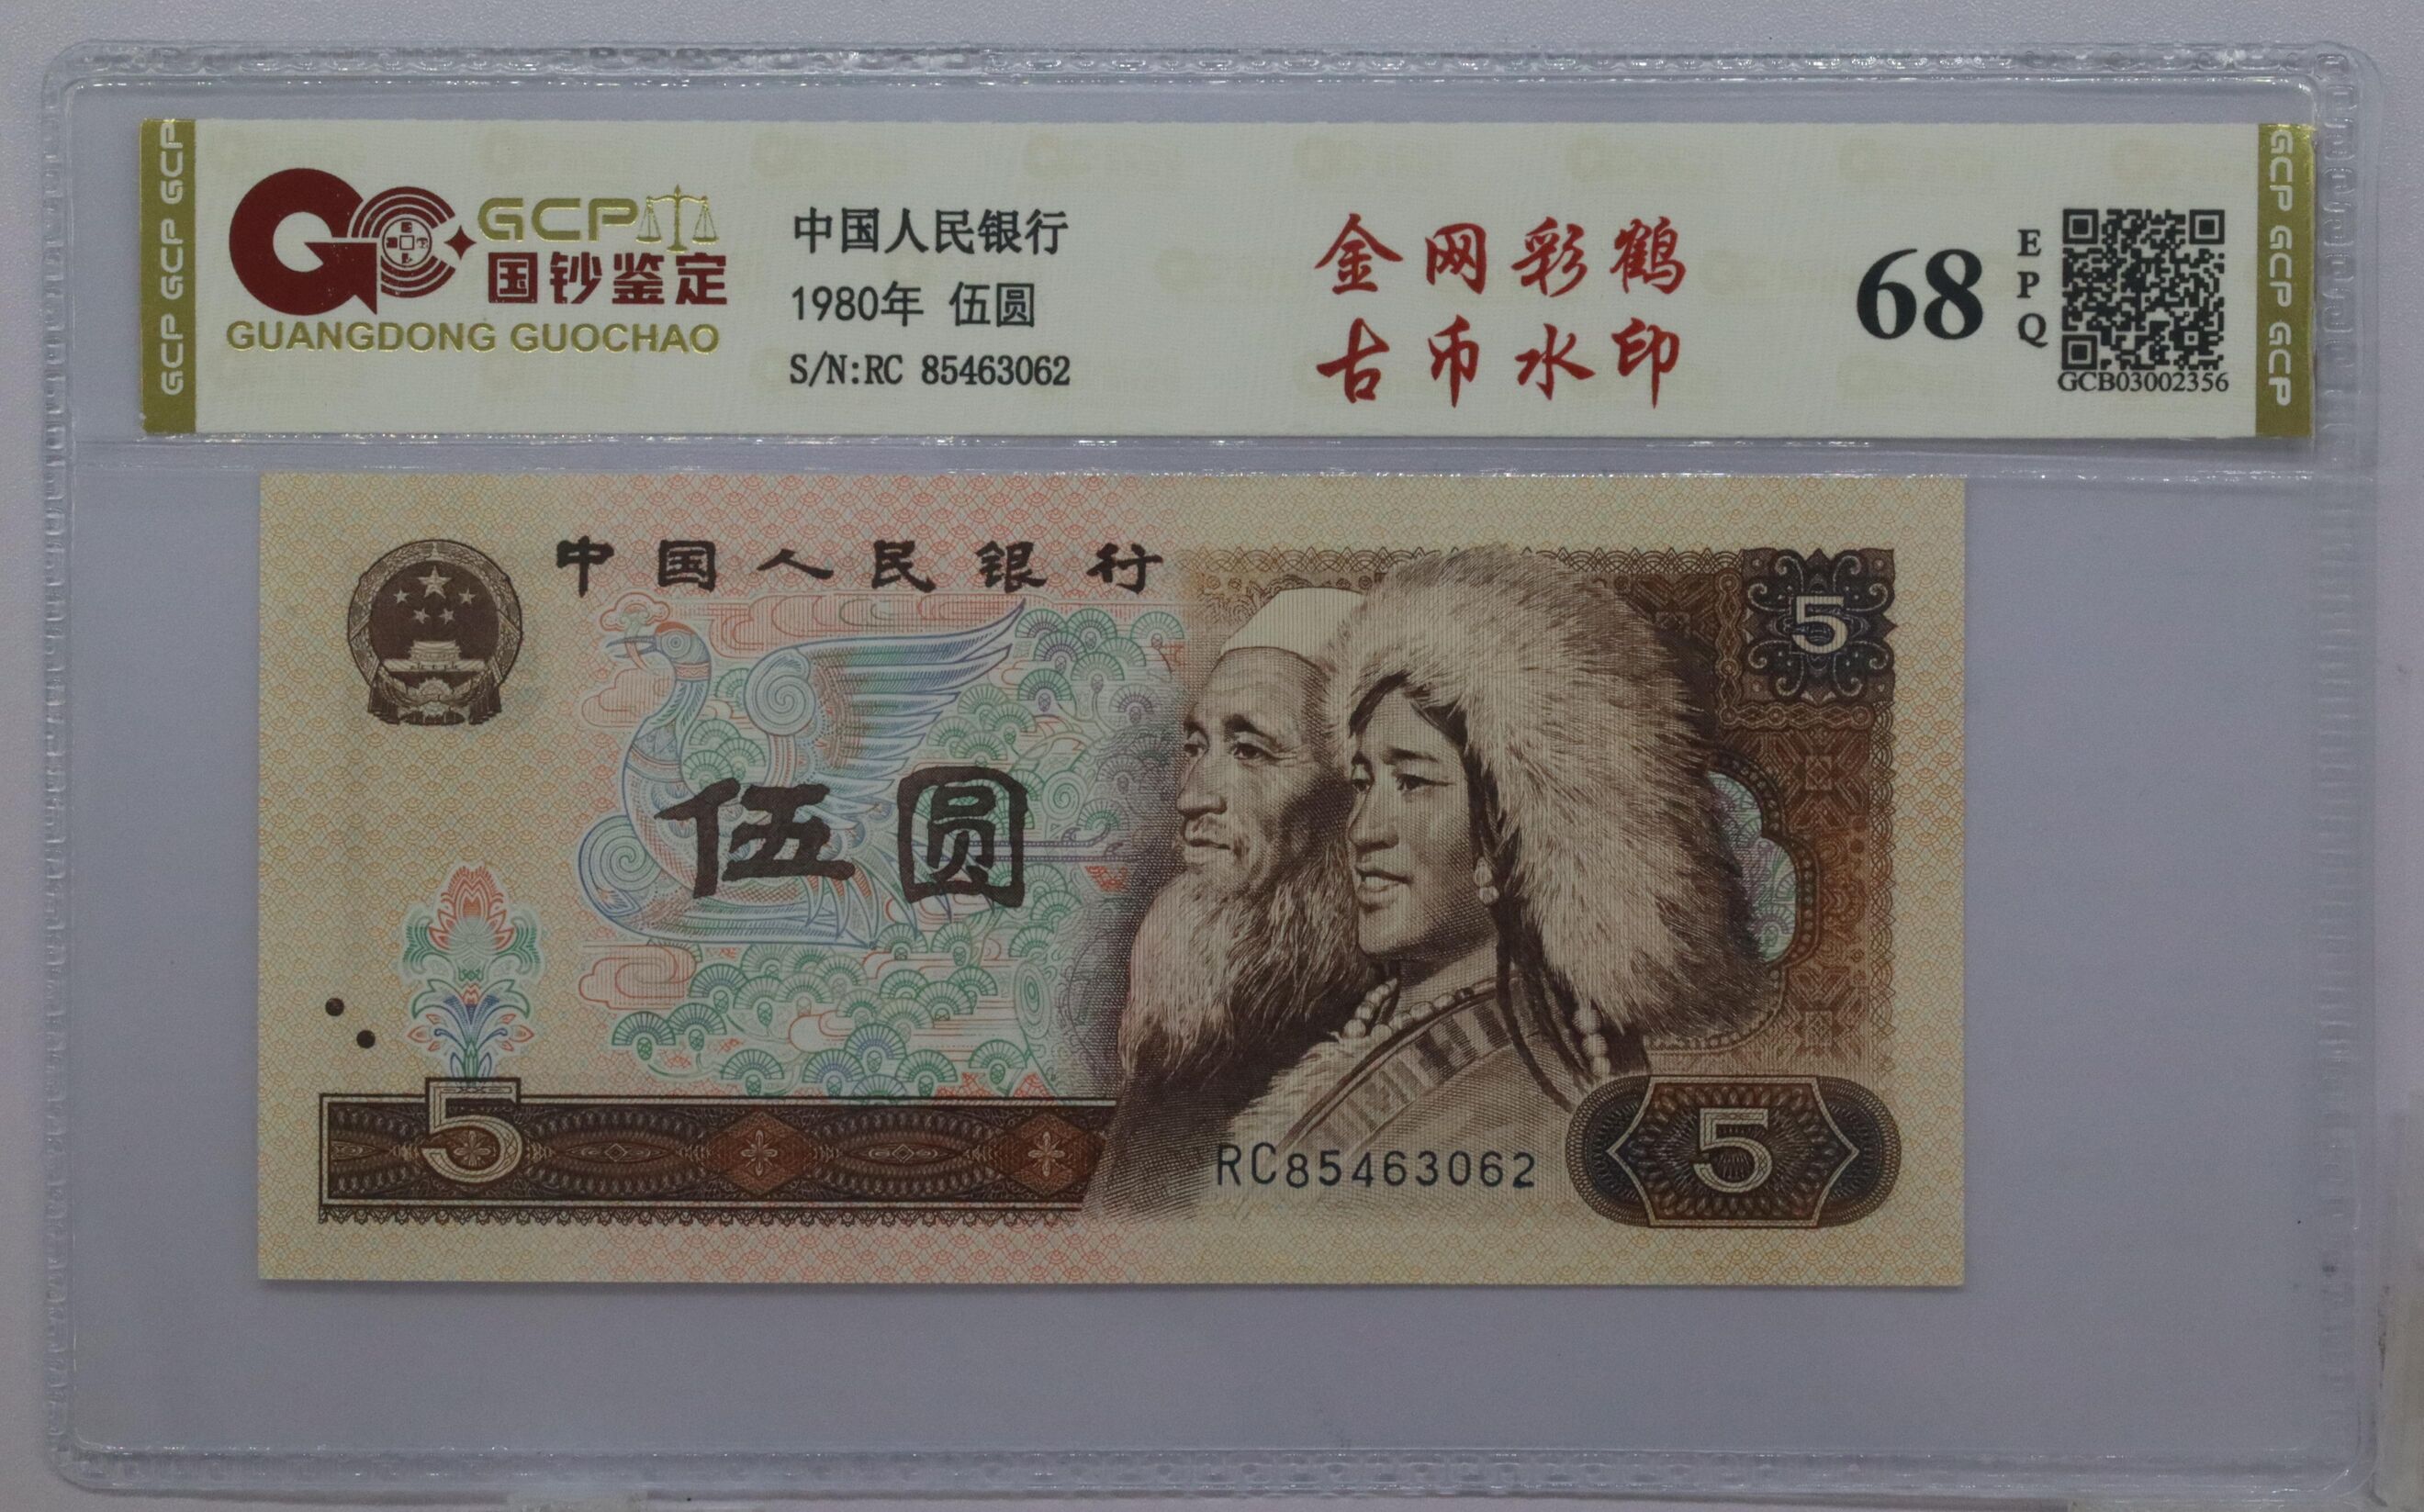 GCP GCP GCP
GCP
国钞鉴定
GUANGDONG GUOCHAO
中国人民银行
1980年 伍圆
S/N:RC 85463062
金网彩鹤
古币水印
68
EPQ
GCB03002356
GCP GCP GCP
中国人民银行
5
伍圆
5
RC85463062
5